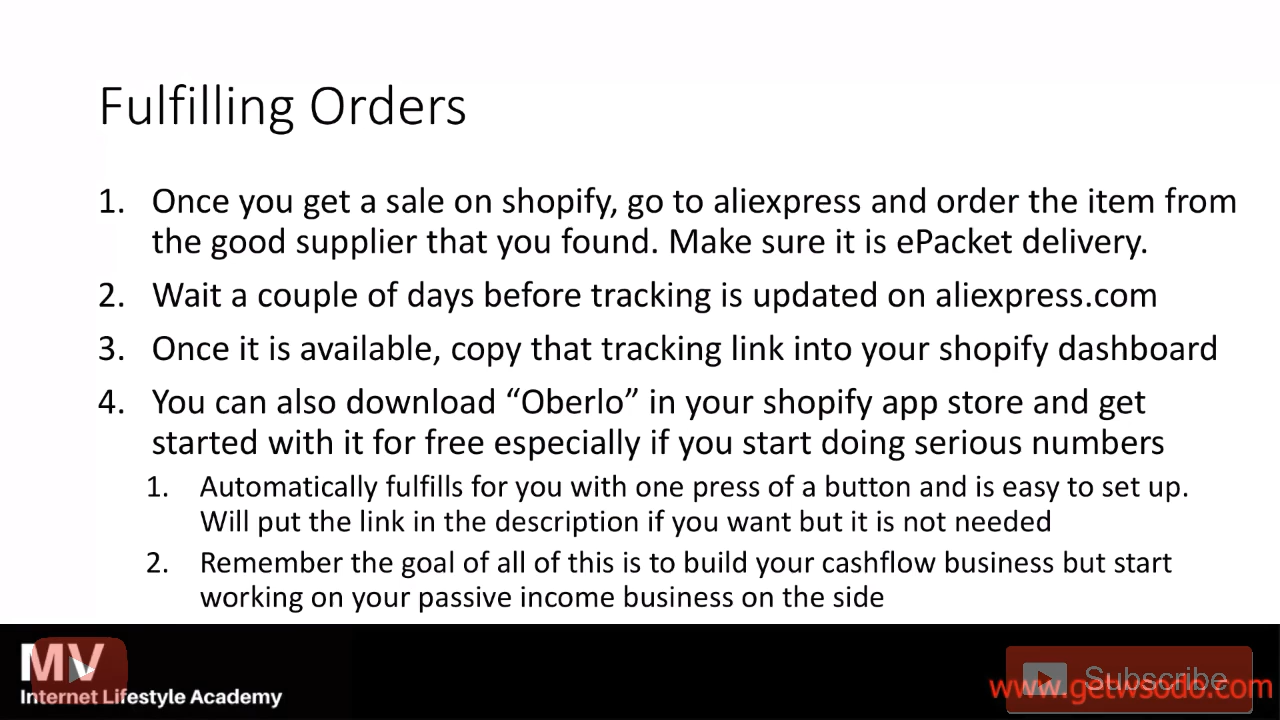 Fulfilling Orders
1. Once you get a sale on shopify, go to aliexpress and order the item from
the good supplier that you found. Make sure it is ePacket delivery.
2. Wait a couple of days before tracking is updated on aliexpress.com
3. Once it is available, copy that tracking link into your shopify dashboard
4. You can also download “Oberlo” in your shopify app store and get
started with it for free especially if you start doing serious numbers
1. Automatically fulfills for you with one press of a button and is easy to set up.
Will put the link in the description if you want but it is not needed
2. Remember the goal of all of this is to build your cashflow business but start
working on your passive income business on the side
MV
Internet Lifestyle Academy
Subscribe
www.getwsodo.com